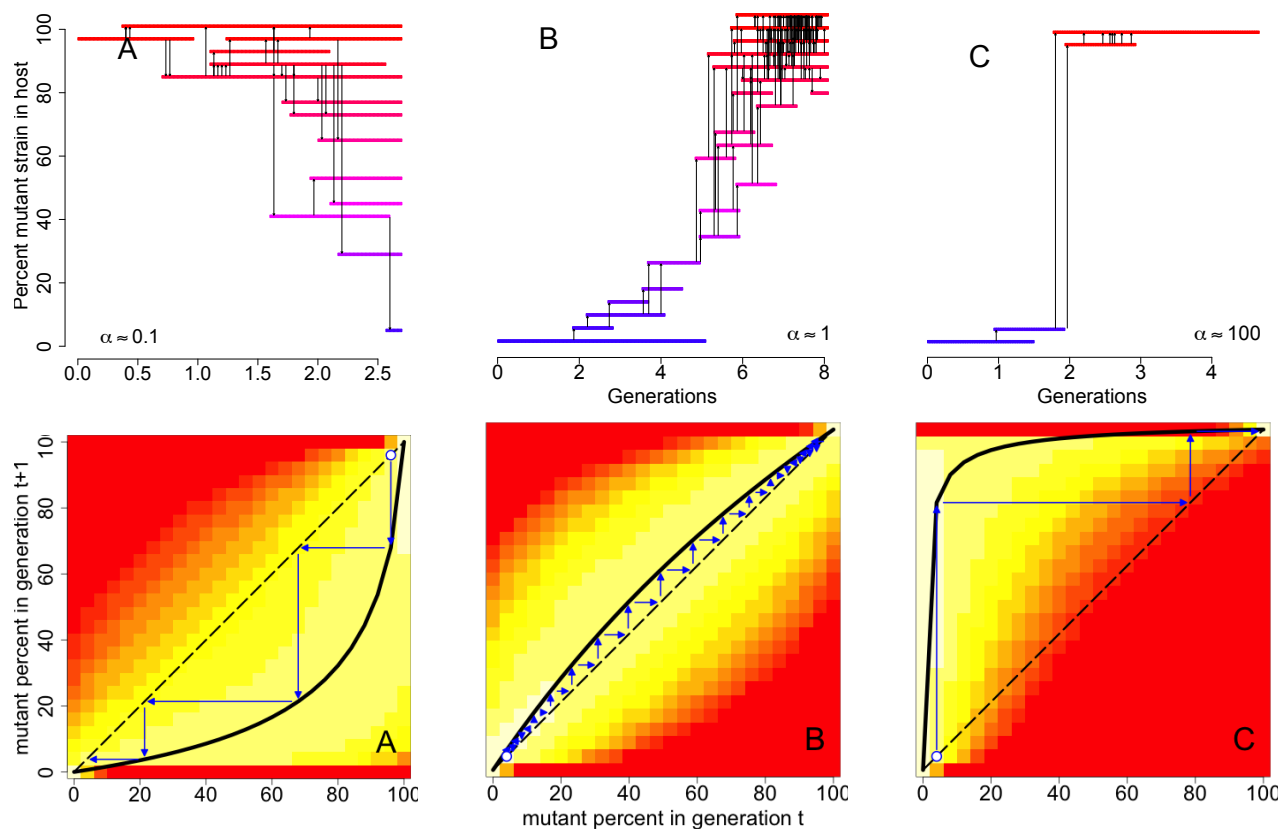 A
B
C
Percent mutant strain in host
0 20 40 60 80 100
α ≈ 0.1
α ≈ 1
α ≈ 100
0.0 0.5 1.0 1.5 2.0 2.5
0 2 4 6 8
0 1 2 4
Generations
Generations
mutant percent in generation t+1
0 20 40 60 80 100
A
B
C
0 20 40 60 80 100
0 20 40 60 80 100
0 20 40 60 80 100
mutant percent in generation t